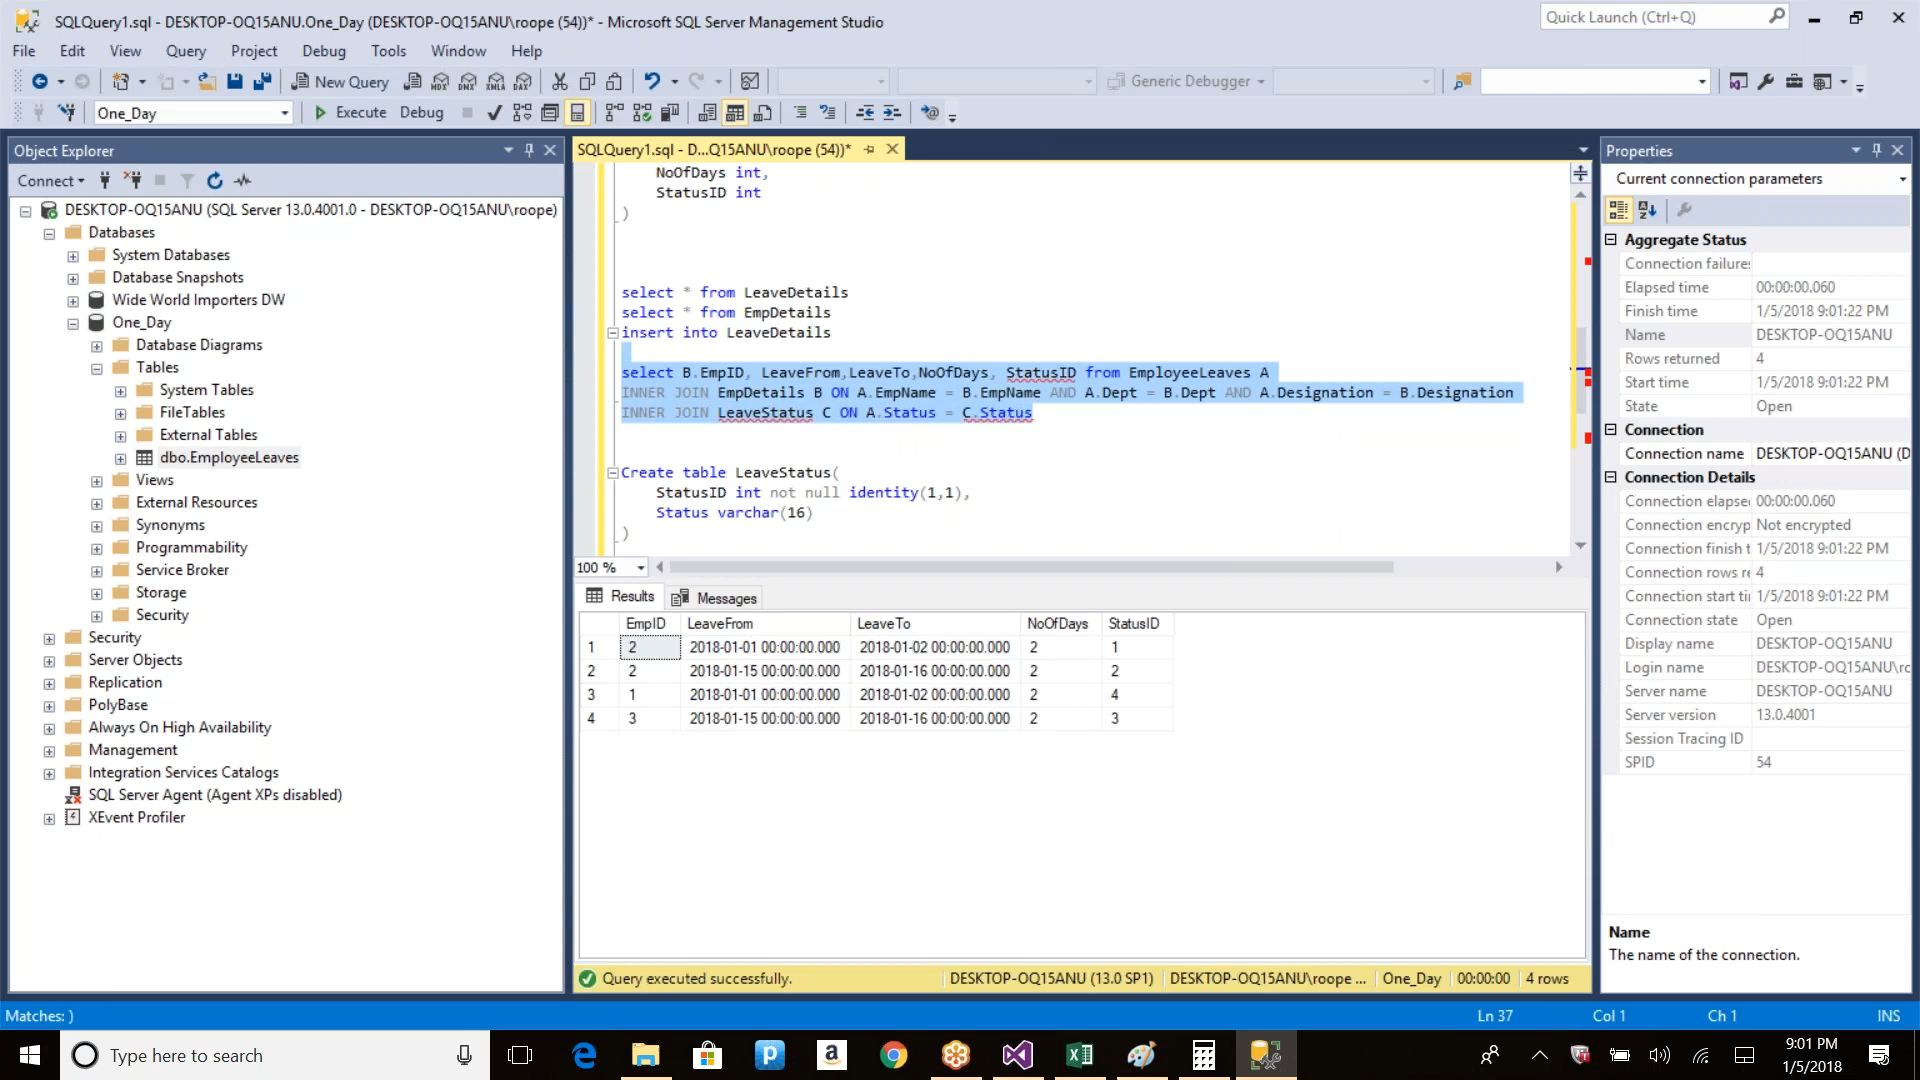 SQLQuery1.sql - DESKTOP-OQ15ANU.One_Day (DESKTOP-OQ15ANU\roope (54))* - Microsoft SQL Server Management Studio
Quick Launch (Ctrl+Q)
File Edit View Query Project Debug Tools Window Help
New Query
MDX DMX XMLA DAX
Generic Debugger
One_Day
Execute Debug
Object Explorer
Connect
DESKTOP-OQ15ANU (SQL Server 13.0.4001.0 - DESKTOP-OQ15ANU\roope)
Databases
System Databases
Database Snapshots
Wide World Importers DW
One_Day
Database Diagrams
Tables
System Tables
FileTables
External Tables
dbo.EmployeeLeaves
Views
External Resources
Synonyms
Programmability
Service Broker
Storage
Security
Security
Server Objects
Replication
PolyBase
Always On High Availability
Management
Integration Services Catalogs
SQL Server Agent (Agent XPs disabled)
XEvent Profiler
SQLQuery1.sql - D...Q15ANU\roope (54))*
NoOfDays int,
StatusID int
)
select * from LeaveDetails
select * from EmpDetails
insert into LeaveDetails
select B.EmpID, LeaveFrom,LeaveTo,NoOfDays, StatusID from EmployeeLeaves A
INNER JOIN EmpDetails B ON A.EmpName = B.EmpName AND A.Dept = B.Dept AND A.Designation = B.Designation
INNER JOIN LeaveStatus C ON A.Status = C.Status
Create table LeaveStatus(
StatusID int not null identity(1,1),
Status varchar(16)
)
100 %
Results Messages
EmpID LeaveFrom LeaveTo NoOfDays StatusID
1 2 2018-01-01 00:00:00.000 2018-01-02 00:00:00.000 2 1
2 2 2018-01-15 00:00:00.000 2018-01-16 00:00:00.000 2 2
3 1 2018-01-01 00:00:00.000 2018-01-02 00:00:00.000 2 4
4 3 2018-01-15 00:00:00.000 2018-01-16 00:00:00.000 2 3
Query executed successfully. DESKTOP-OQ15ANU (13.0 SP1) DESKTOP-OQ15ANU\roope ... One_Day 00:00:00 4 rows
Properties
Current connection parameters
Aggregate Status
Connection failures
Elapsed time 00:00:00.060
Finish time 1/5/2018 9:01:22 PM
Name DESKTOP-OQ15ANU
Rows returned 4
Start time 1/5/2018 9:01:22 PM
State Open
Connection
Connection name DESKTOP-OQ15ANU (D
Connection Details
Connection elapse 00:00:00.060
Connection encryp Not encrypted
Connection finish t 1/5/2018 9:01:22 PM
Connection rows re 4
Connection start ti 1/5/2018 9:01:22 PM
Connection state Open
Display name DESKTOP-OQ15ANU
Login name DESKTOP-OQ15ANU\rc
Server name DESKTOP-OQ15ANU
Server version 13.0.4001
Session Tracing ID
SPID 54
Name
The name of the connection.
Matches: )
Ln 37 Col 1 Ch 1 INS
Type here to search
9:01 PM
1/5/2018